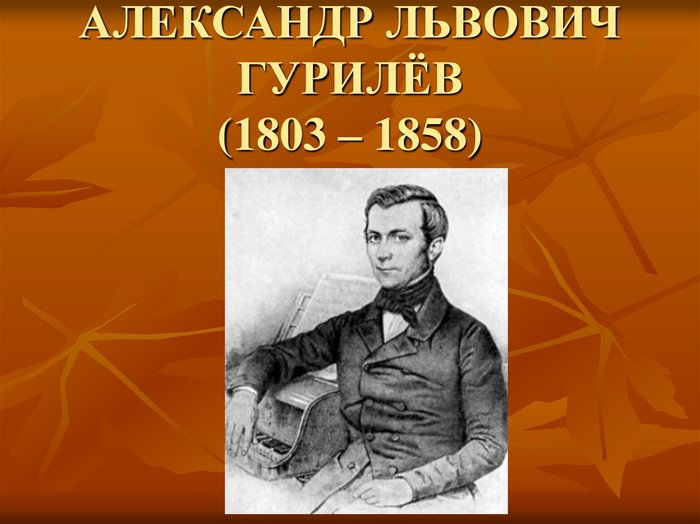 АЛЕКСАНДР ЛЬВОВИЧ
ГУРИЛЁВ
(1803 – 1858)